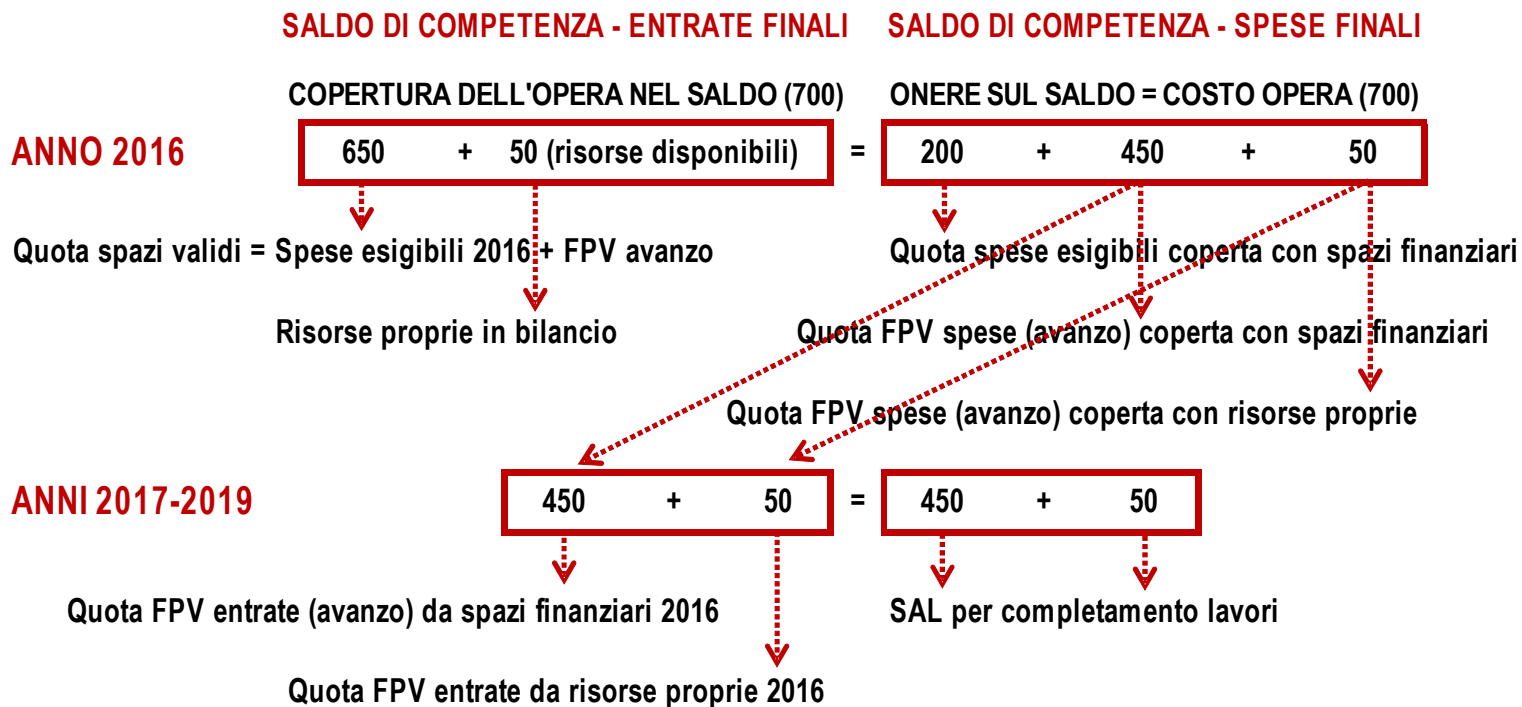 SALDO DI COMPETENZA - ENTRATE FINALI SALDO DI COMPETENZA - SPESE FINALI
COPERTURA DELL'OPERA NEL SALDO (700) ONERE SUL SALDO = COSTO OPERA (700)
ANNO 2016 650 + 50 (risorse disponibili) = 200 + 450 + 50
Quota spazi validi = Spese esigibili 2016 + FPV avanzo Quota spese esigibili coperta con spazi finanziari
Risorse proprie in bilancio Quota FPV spese (avanzo) coperta con spazi finanziari
Quota FPV spese (avanzo) coperta con risorse proprie
ANNI 2017-2019 450 + 50 = 450 + 50
Quota FPV entrate (avanzo) da spazi finanziari 2016 SAL per completamento lavori
Quota FPV entrate da risorse proprie 2016